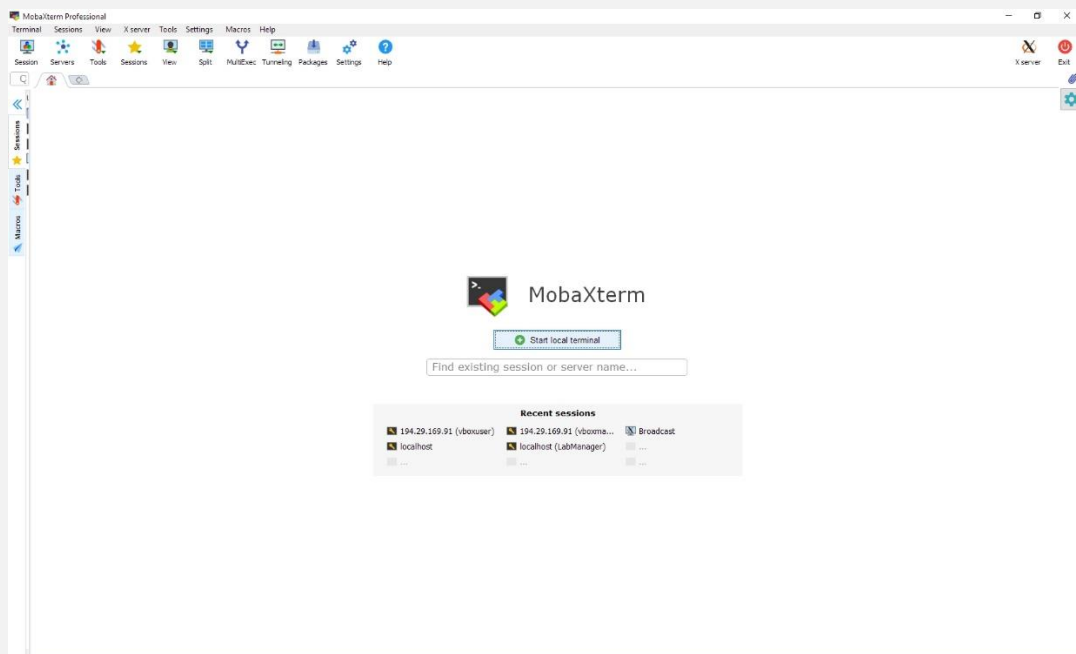 MobaXterm Professional
Terminal Sessions View X server Tools Settings Macros Help
Session Servers Tools Sessions View Split MultiExec Tunneling Packages Settings Help X server Exit
Sessions
Tools
Macros
>_
MobaXterm
Start local terminal
Find existing session or server name...
Recent sessions
194.29.169.91 (vboxuser) 194.29.169.91 (vboxma... Broadcast
localhost localhost (LabManager) ...
... ... ...